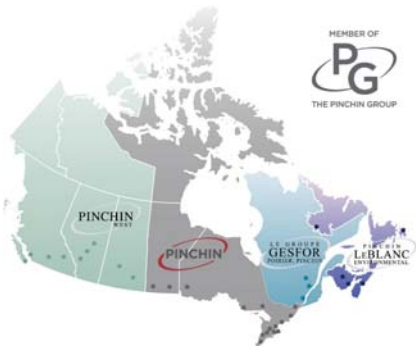 MEMBER OF
PG
THE PINCHIN GROUP
PINCHIN
WEST
PINCHIN
LE GROUPE
GESFOR
POIRIER, PINCHIN
PINCHIN
LEBLANC
ENVIRONMENTAL